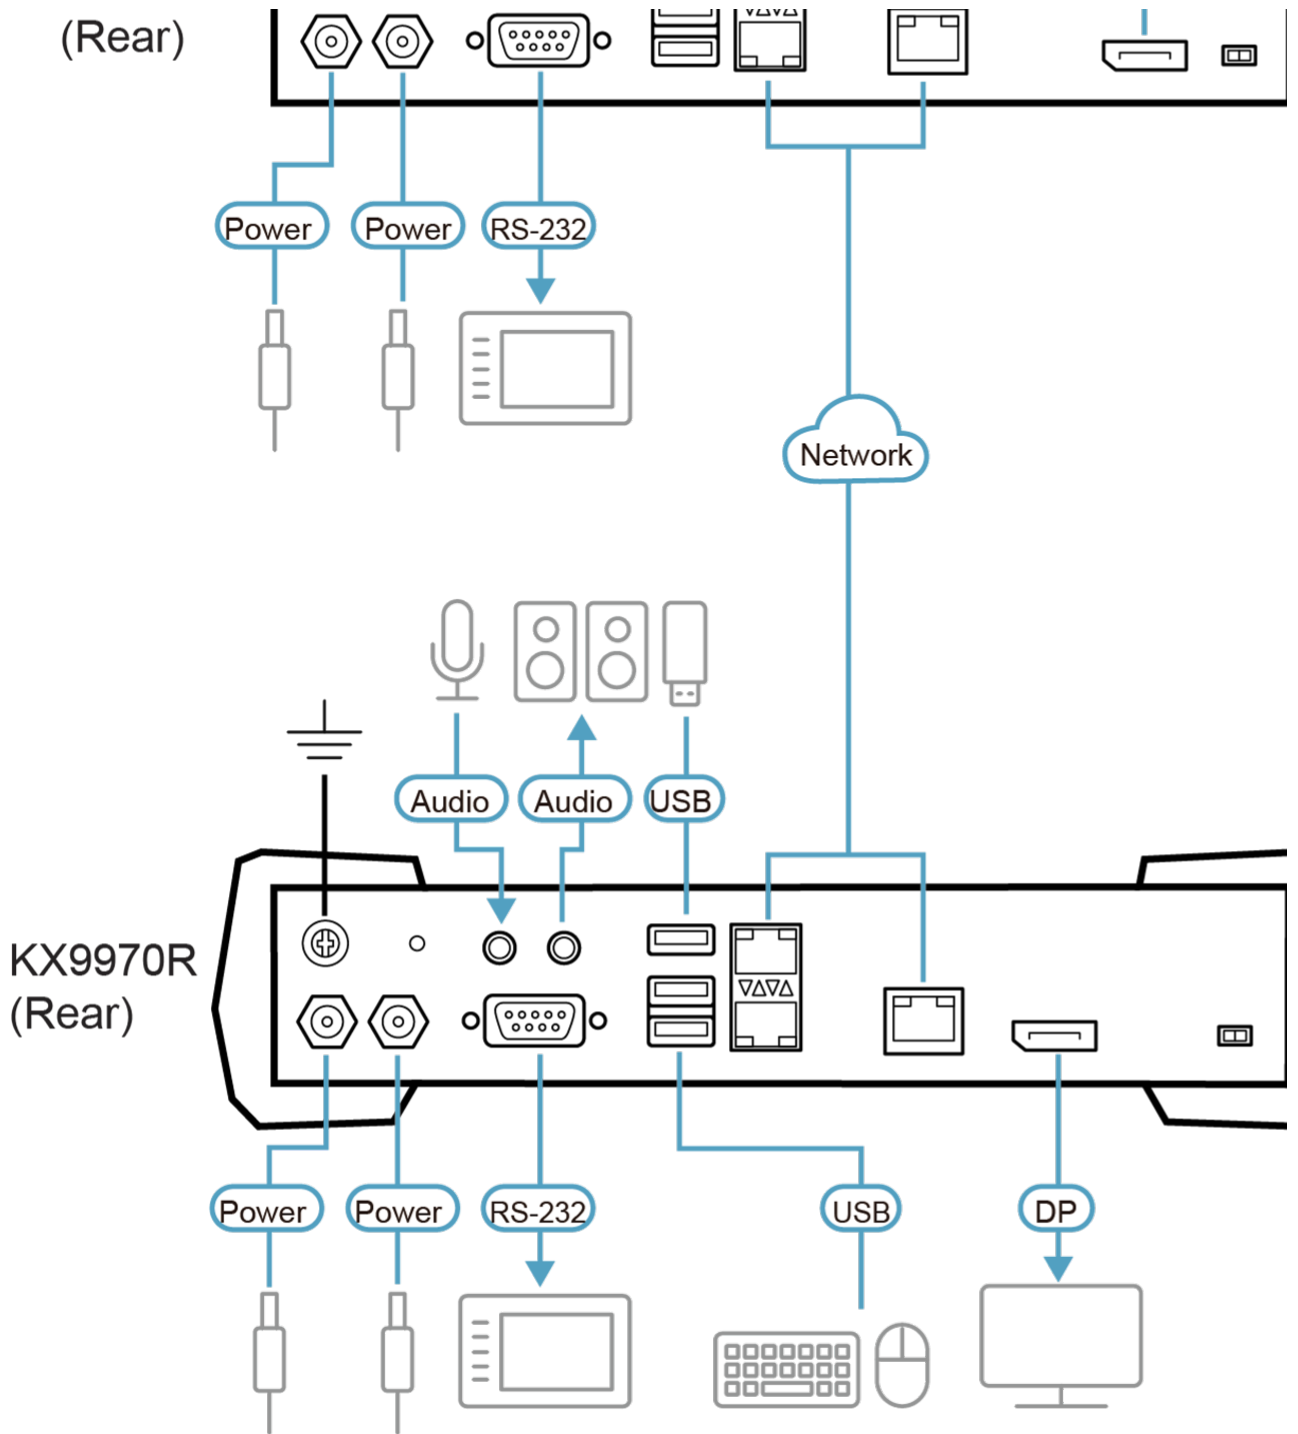 (Rear)
Power
Power
RS-232
Network
Audio
Audio
USB
KX9970R
(Rear)
Power
Power
RS-232
USB
DP